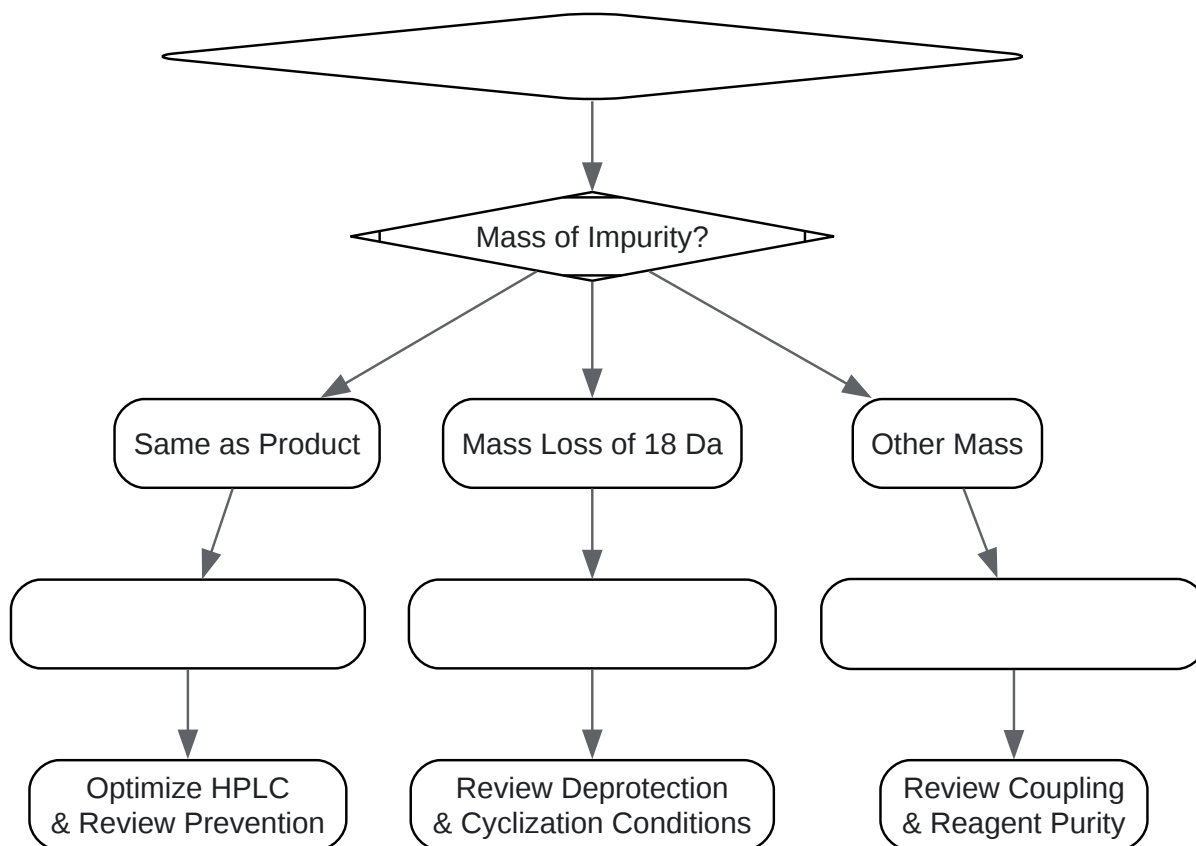 Mass of Impurity?
Same as Product
Mass Loss of 18 Da
Other Mass
Optimize HPLC
& Review Prevention
Review Deprotection
& Cyclization Conditions
Review Coupling
& Reagent Purity